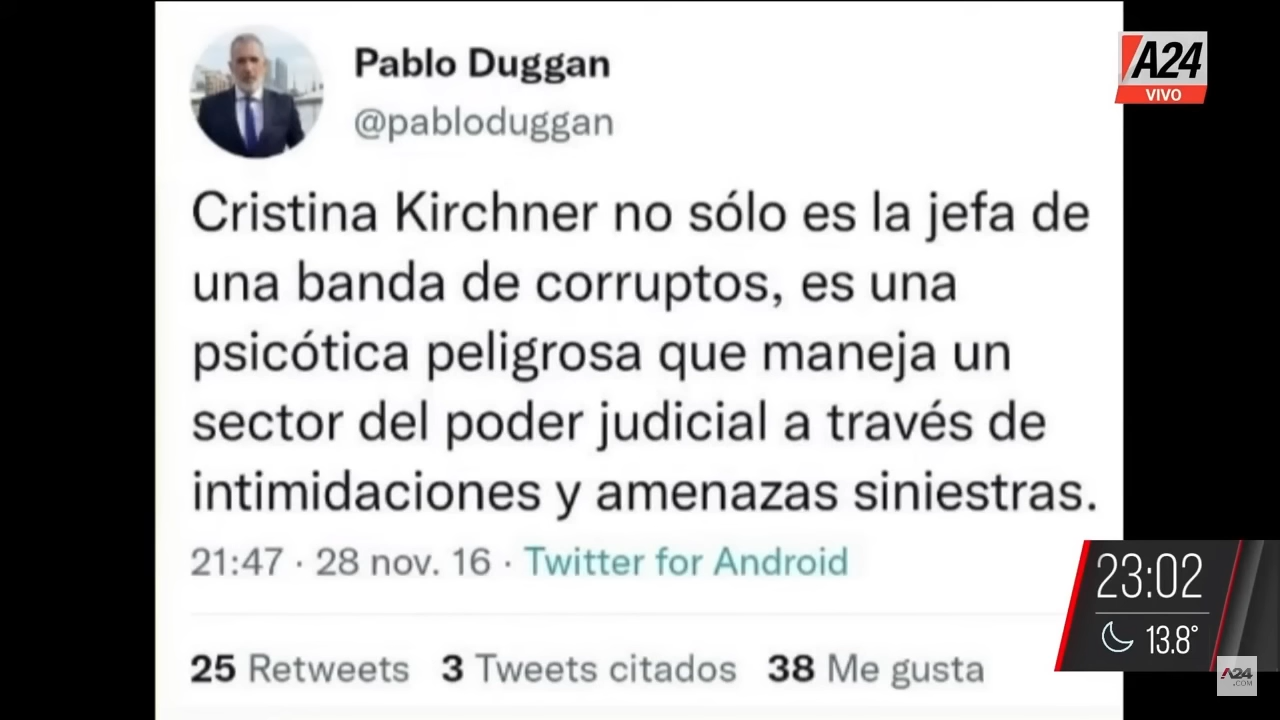 Pablo Duggan
@pabloduggan
Cristina Kirchner no sólo es la jefa de
una banda de corruptos, es una
psicótica peligrosa que maneja un
sector del poder judicial a través de
intimidaciones y amenazas siniestras.
21:47 · 28 nov. 16 · Twitter for Android
25 Retweets 3 Tweets citados 38 Me gusta
A24
VIVO
23:02
13.8°
A24
.COM